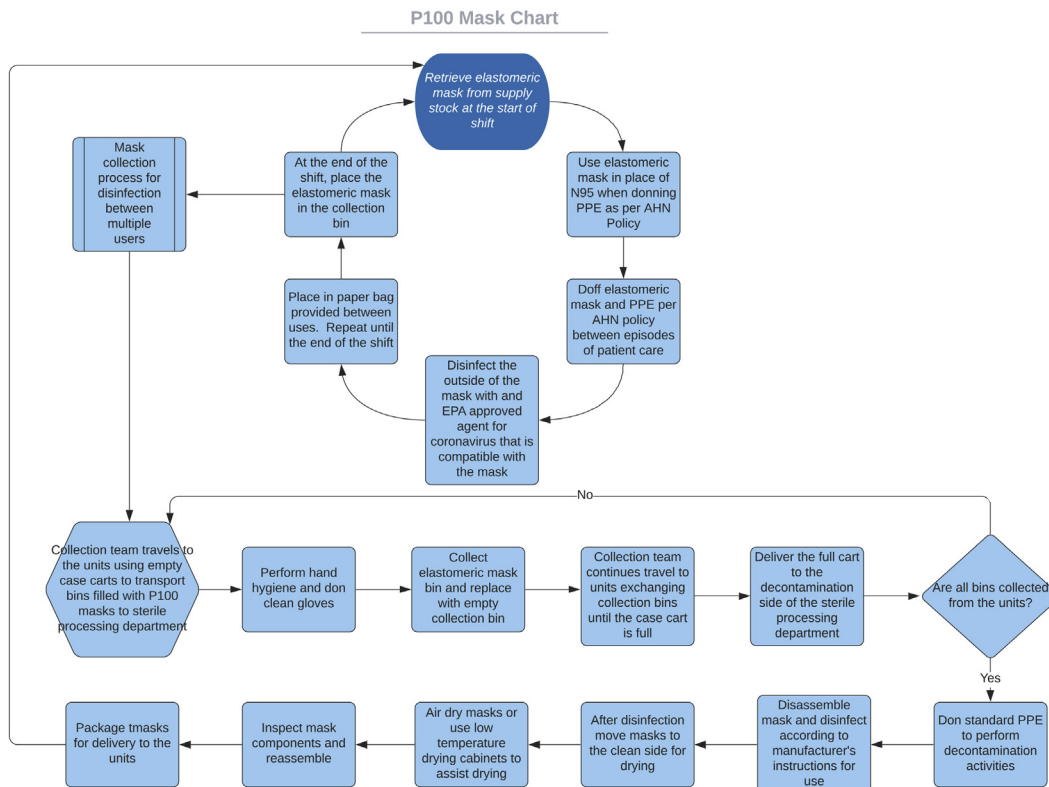 P100 Mask Chart
Retrieve elastomeric
mask from supply
stock at the start of
shift
Mask
collection
process for
disinfection
between
multiple
users
At the end of the
shift, place the
elastomeric mask
in the collection
bin
Use elastomeric
mask in place of
N95 when donning
PPE as per AHN
Policy
Place in paper bag
provided between
uses.  Repeat until
the end of the shift
Doff elastomeric
mask and PPE per
AHN policy
between episodes
of patient care
Disinfect the
outside of the
mask with and
EPA approved
agent for
coronavirus that is
compatible with
the mask
No
Collection team travels to
the units using empty
case carts to transport
bins filled with P100
masks to sterile
processing department
Perform hand
hygiene and don
clean gloves
Collect
elastomeric mask
bin and replace
with empty
collection bin
Collection team
continues travel to
units exchanging
collection bins
until the case cart
is full
Deliver the full cart
to the
decontamination
side of the sterile
processing
department
Are all bins collected
from the units?
Yes
Package tmasks
for delivery to the
units
Inspect mask
components and
reassemble
Air dry masks or
use low
temperature
drying cabinets to
assist drying
After disinfection
move masks to
the clean side for
drying
Disassemble
mask and disinfect
according to
manufacturer's
instructions for
use
Don standard PPE
to perform
decontamination
activities